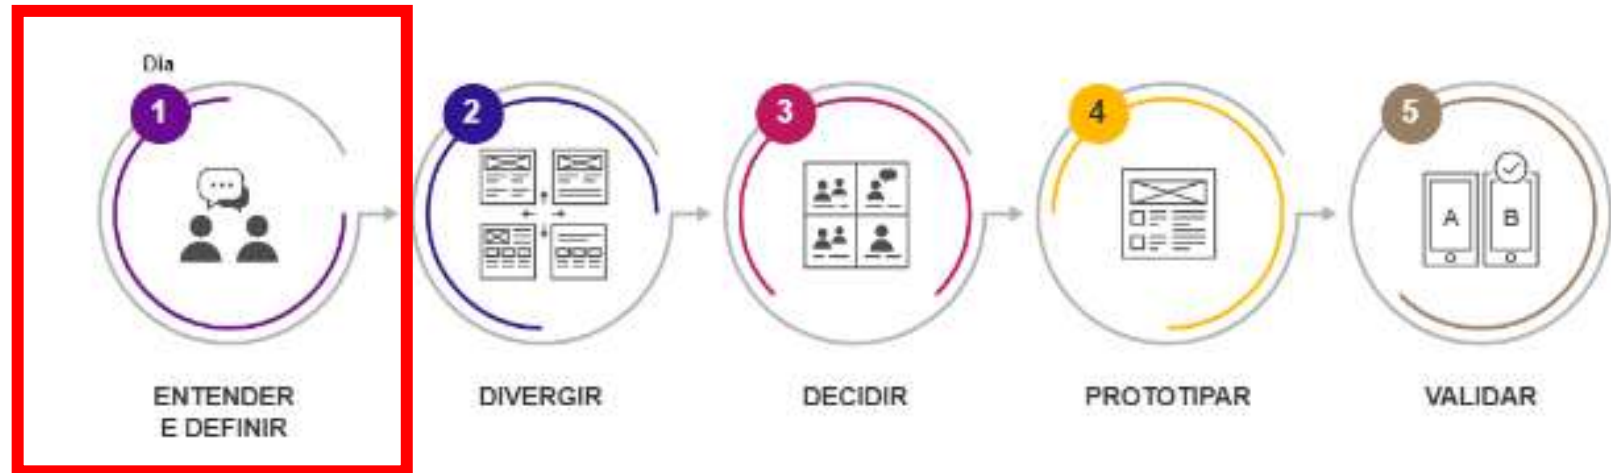 Dia
1
2
3
4
5
A
B
ENTENDER
E DEFINIR
DIVERGIR
DECIDIR
PROTOTIPAR
VALIDAR